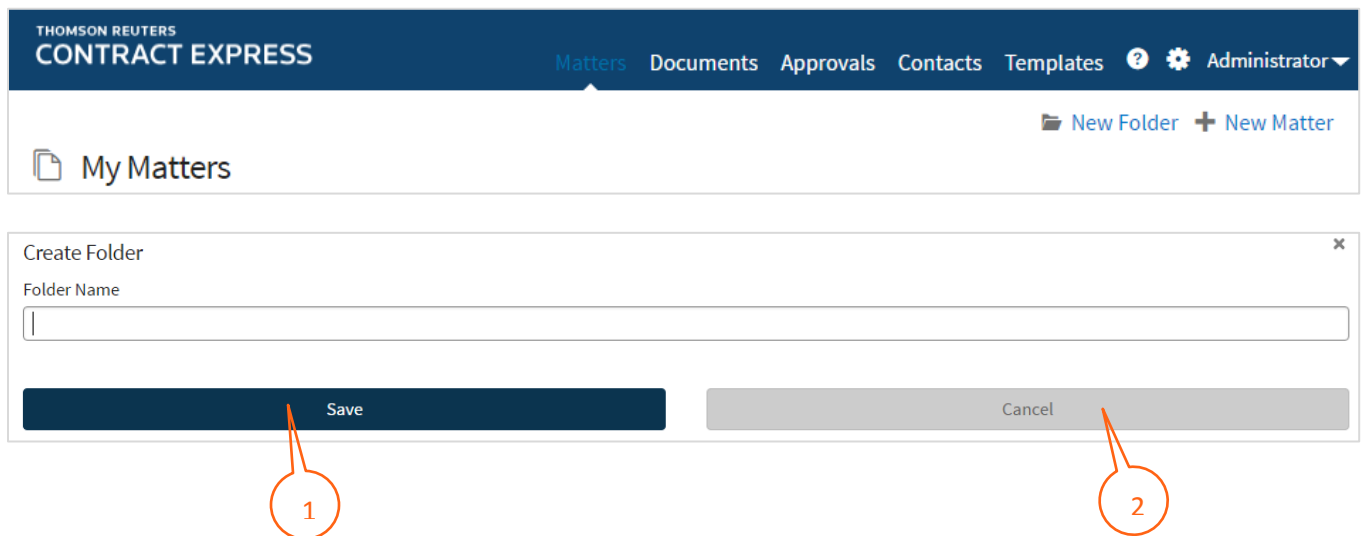 THOMSON REUTERS
CONTRACT EXPRESS
Matters Documents Approvals Contacts Templates ? Administrator
New Folder + New Matter
My Matters
Create Folder
Folder Name
Save Cancel
1 2